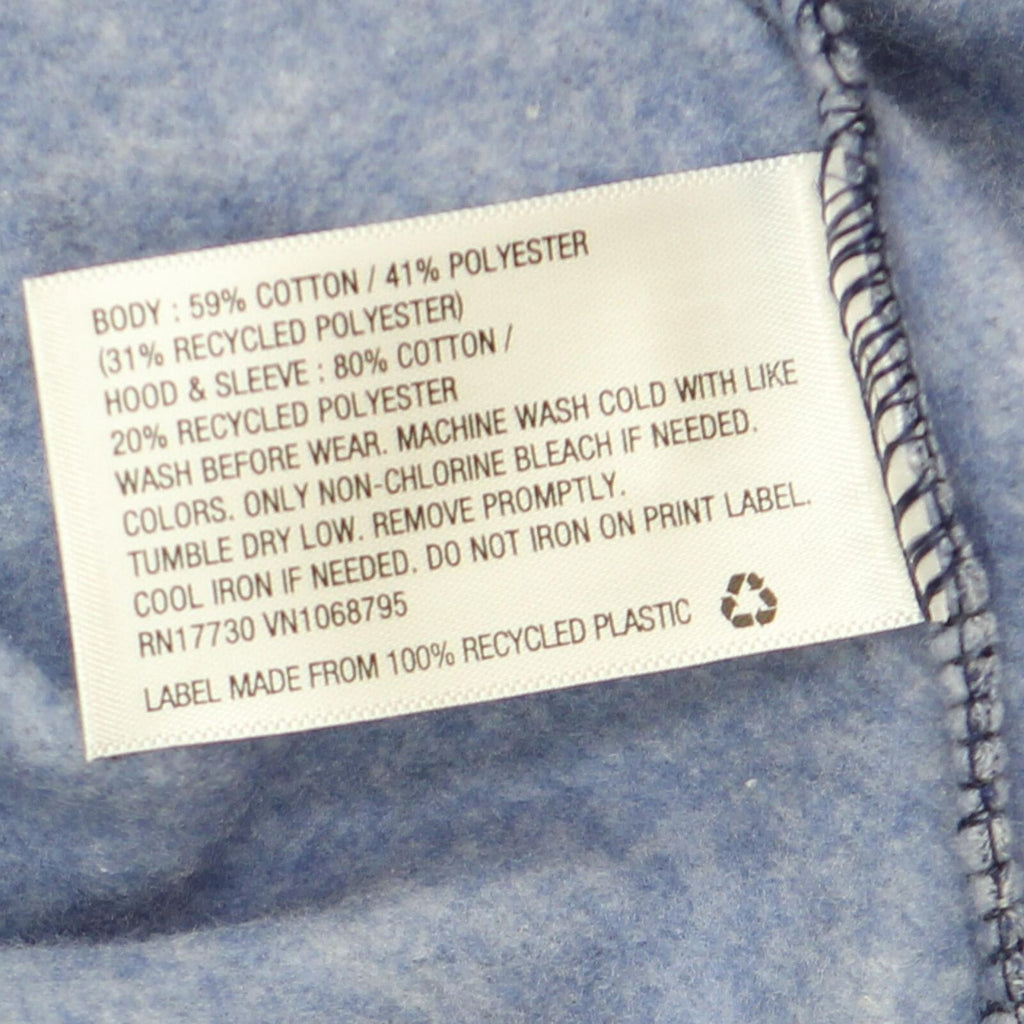 BODY : 59% COTTON / 41% POLYESTER
(31% RECYCLED POLYESTER)
HOOD & SLEEVE : 80% COTTON /
20% RECYCLED POLYESTER
WASH BEFORE WEAR. MACHINE WASH COLD WITH LIKE
COLORS. ONLY NON-CHLORINE BLEACH IF NEEDED.
TUMBLE DRY LOW. REMOVE PROMPTLY.
COOL IRON IF NEEDED. DO NOT IRON ON PRINT LABEL.
RN17730 VN1068795
LABEL MADE FROM 100% RECYCLED PLASTIC